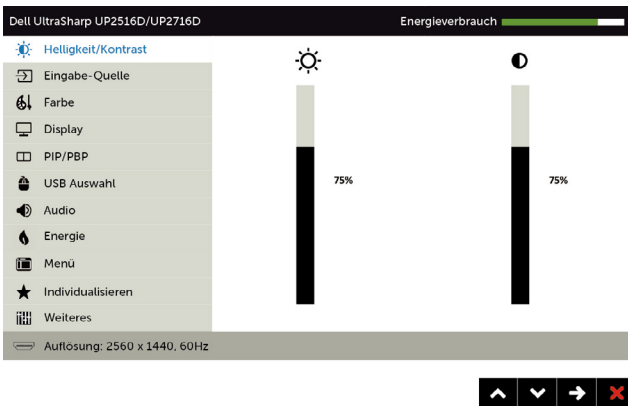 Dell UltraSharp UP2516D/UP2716D
Energieverbrauch
Helligkeit/Kontrast
Eingabe-Quelle
Farbe
Display
PIP/PBP
USB Auswahl
Audio
Energie
Menü
Individualisieren
Weiteres
75%
75%
Auflösung: 2560 x 1440, 60Hz